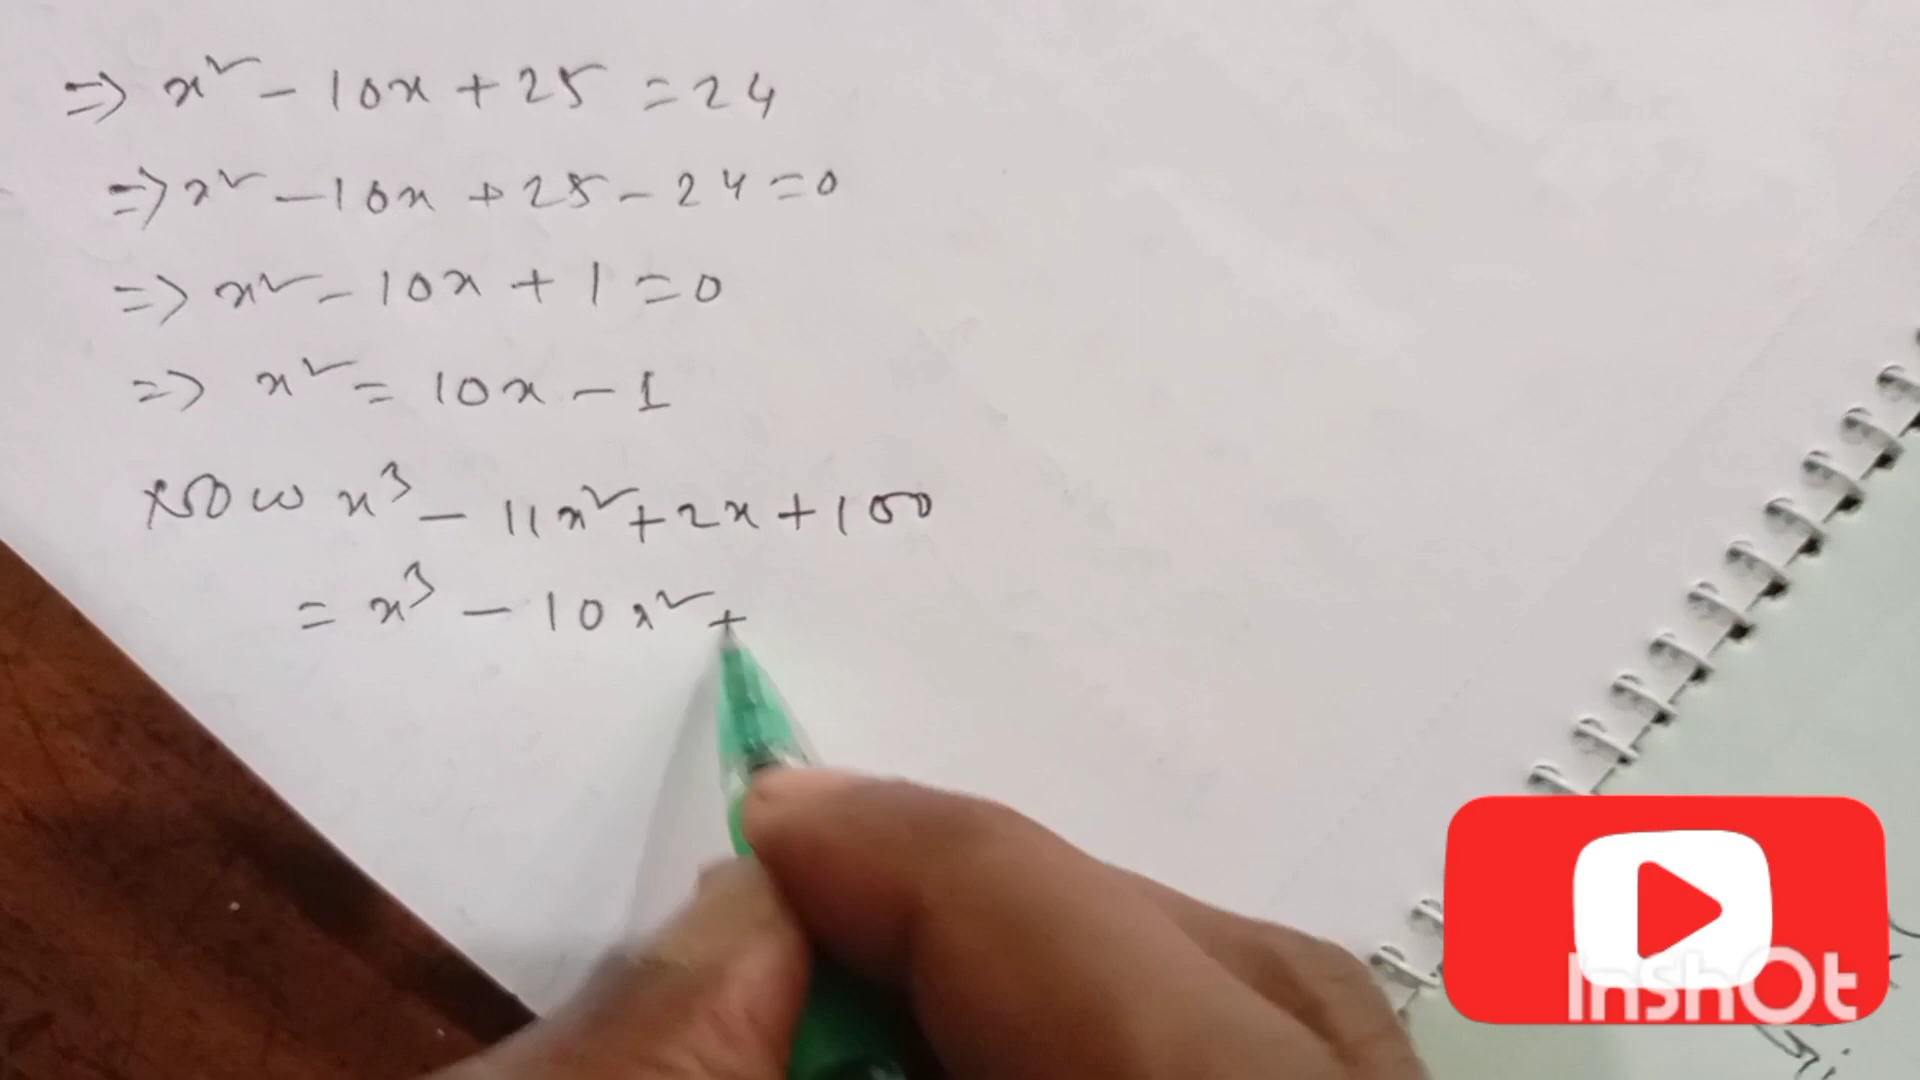 ⇒ x² - 10x + 25 = 24
⇒ x² - 10x + 25 - 24 = 0
⇒ x² - 10x + 1 = 0
⇒ x² = 10x - 1
Now x³ - 11x² + 2x + 100
= x³ - 10x² +
InshOt